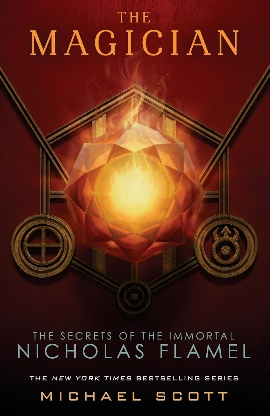 THE
MAGICIAN
THE SECRETS OF THE IMMORTAL
NICHOLAS FLAMEL
THE NEW YORK TIMES BESTSELLING SERIES
MICHAEL SCOTT